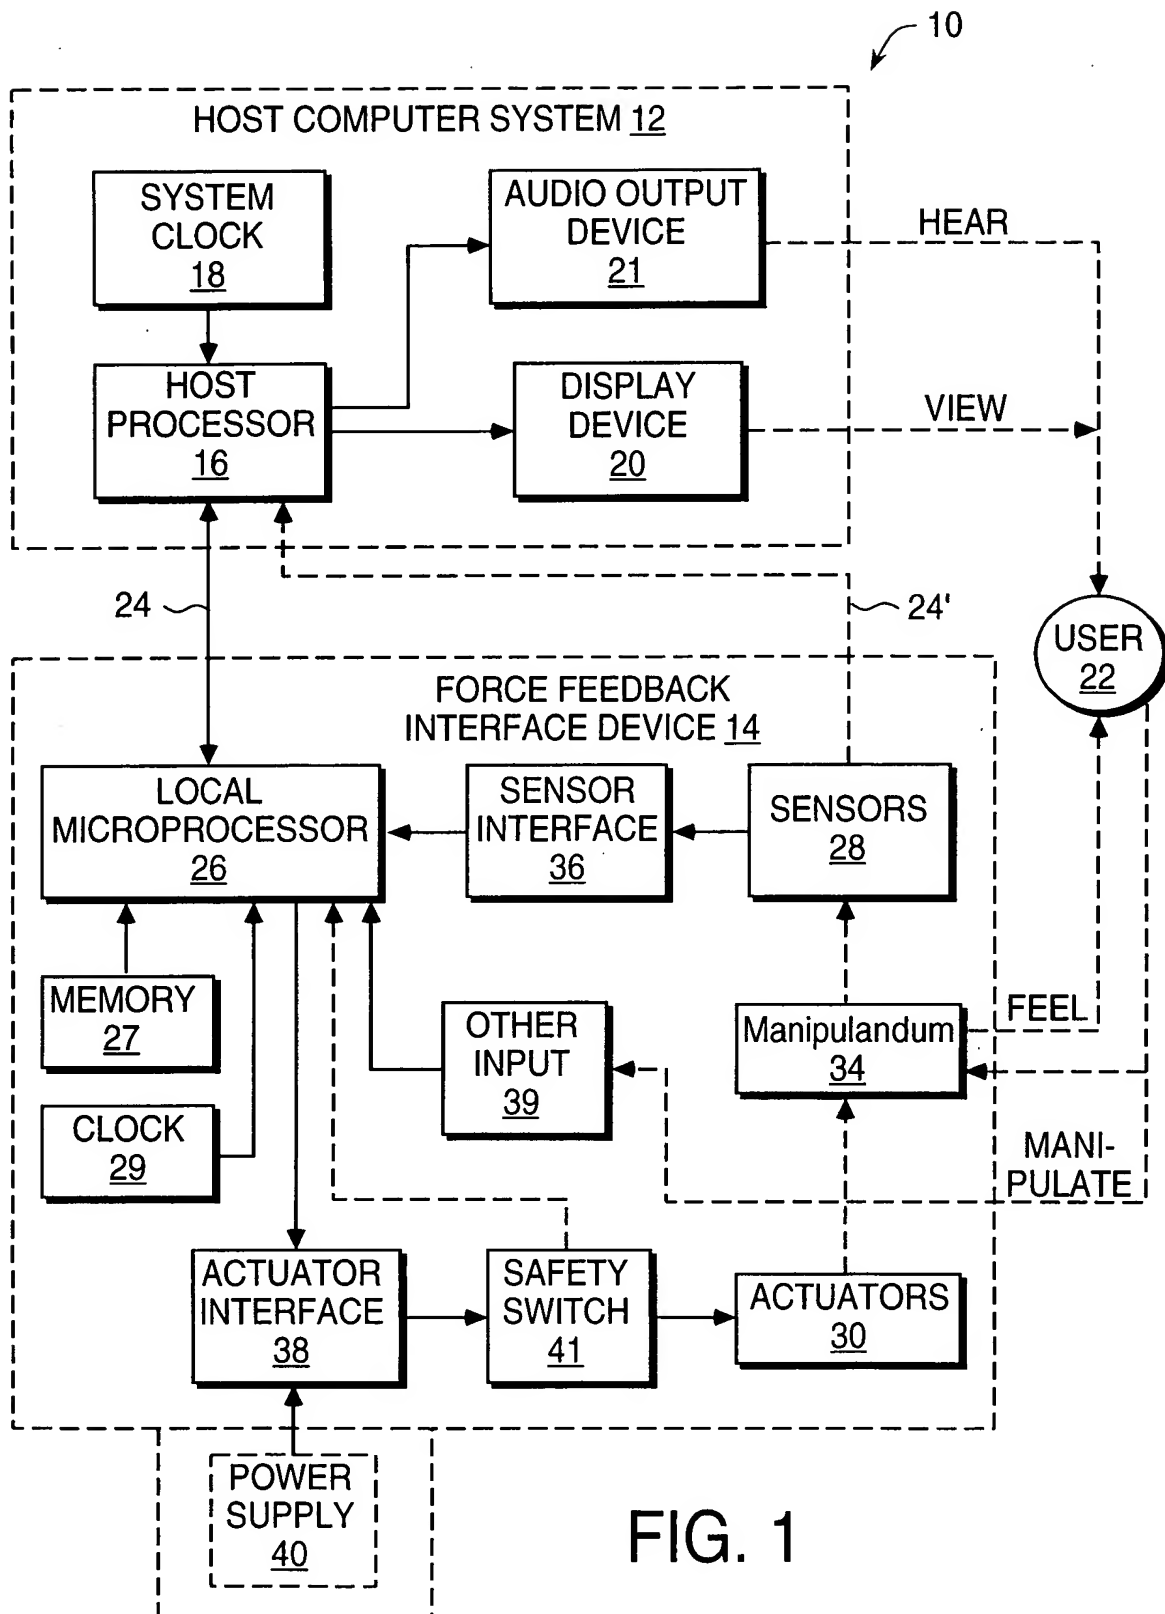 10
HOST COMPUTER SYSTEM 12
SYSTEM
CLOCK
18
AUDIO OUTPUT
DEVICE
21
HEAR
HOST
PROCESSOR
16
DISPLAY
DEVICE
20
VIEW
24
24'
USER
22
FORCE FEEDBACK
INTERFACE DEVICE 14
LOCAL
MICROPROCESSOR
26
SENSOR
INTERFACE
36
SENSORS
28
MEMORY
27
OTHER
INPUT
39
Manipulandum
34
FEEL
CLOCK
29
MANI-
PULATE
ACTUATOR
INTERFACE
38
SAFETY
SWITCH
41
ACTUATORS
30
POWER
SUPPLY
40
FIG. 1